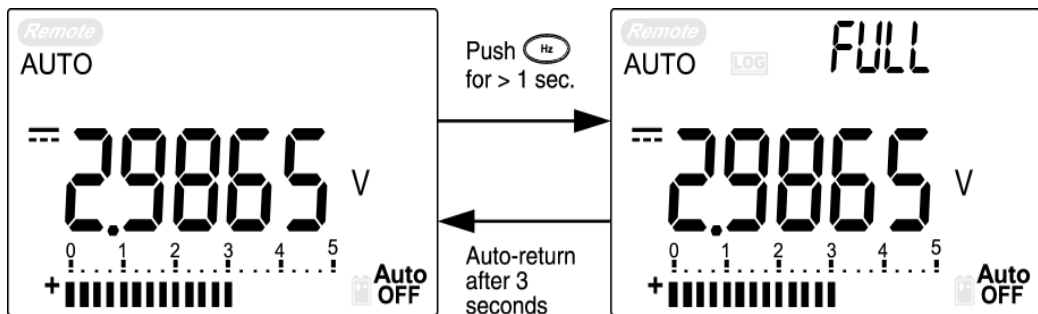 Remote
AUTO
2.9865 V
0 1 2 3 4 5
+
Auto
OFF
Push Hz
for > 1 sec.
Auto-return
after 3
seconds
Remote
AUTO LOG FULL
2.9865 V
0 1 2 3 4 5
+
Auto
OFF